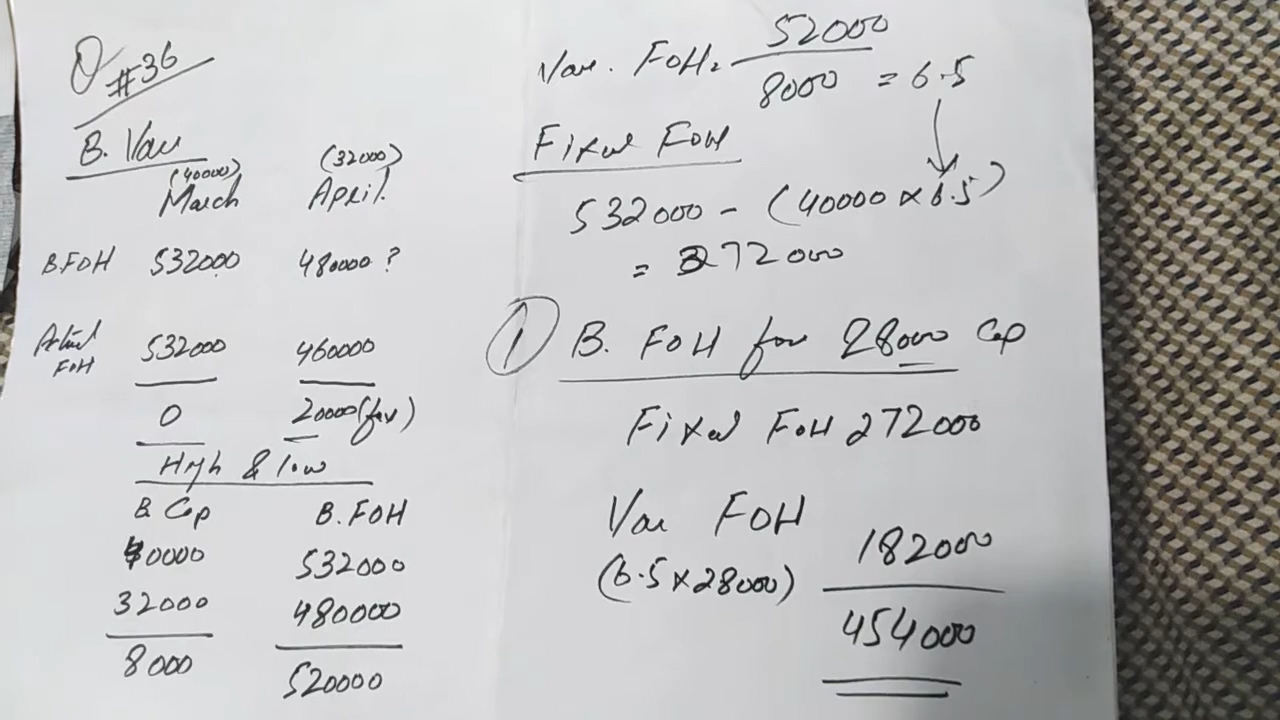 Q #36
B. Var
(40000) (32000)
March April.
B.FOH 532000 480000 ?
Actual FOH 532000 460000
0 20000 (fav)
High & low
B. Cap B. FOH
40000 532000
32000 480000
8000 520000
Var. FOH = 52000 / 8000 = 6.5
Fixed FOH
532000 - (40000 × 6.5)
= 272000
① B. FOH for 28000 Cap
Fixed FOH 272000
Var FOH
(6.5×28000) 182000
454000